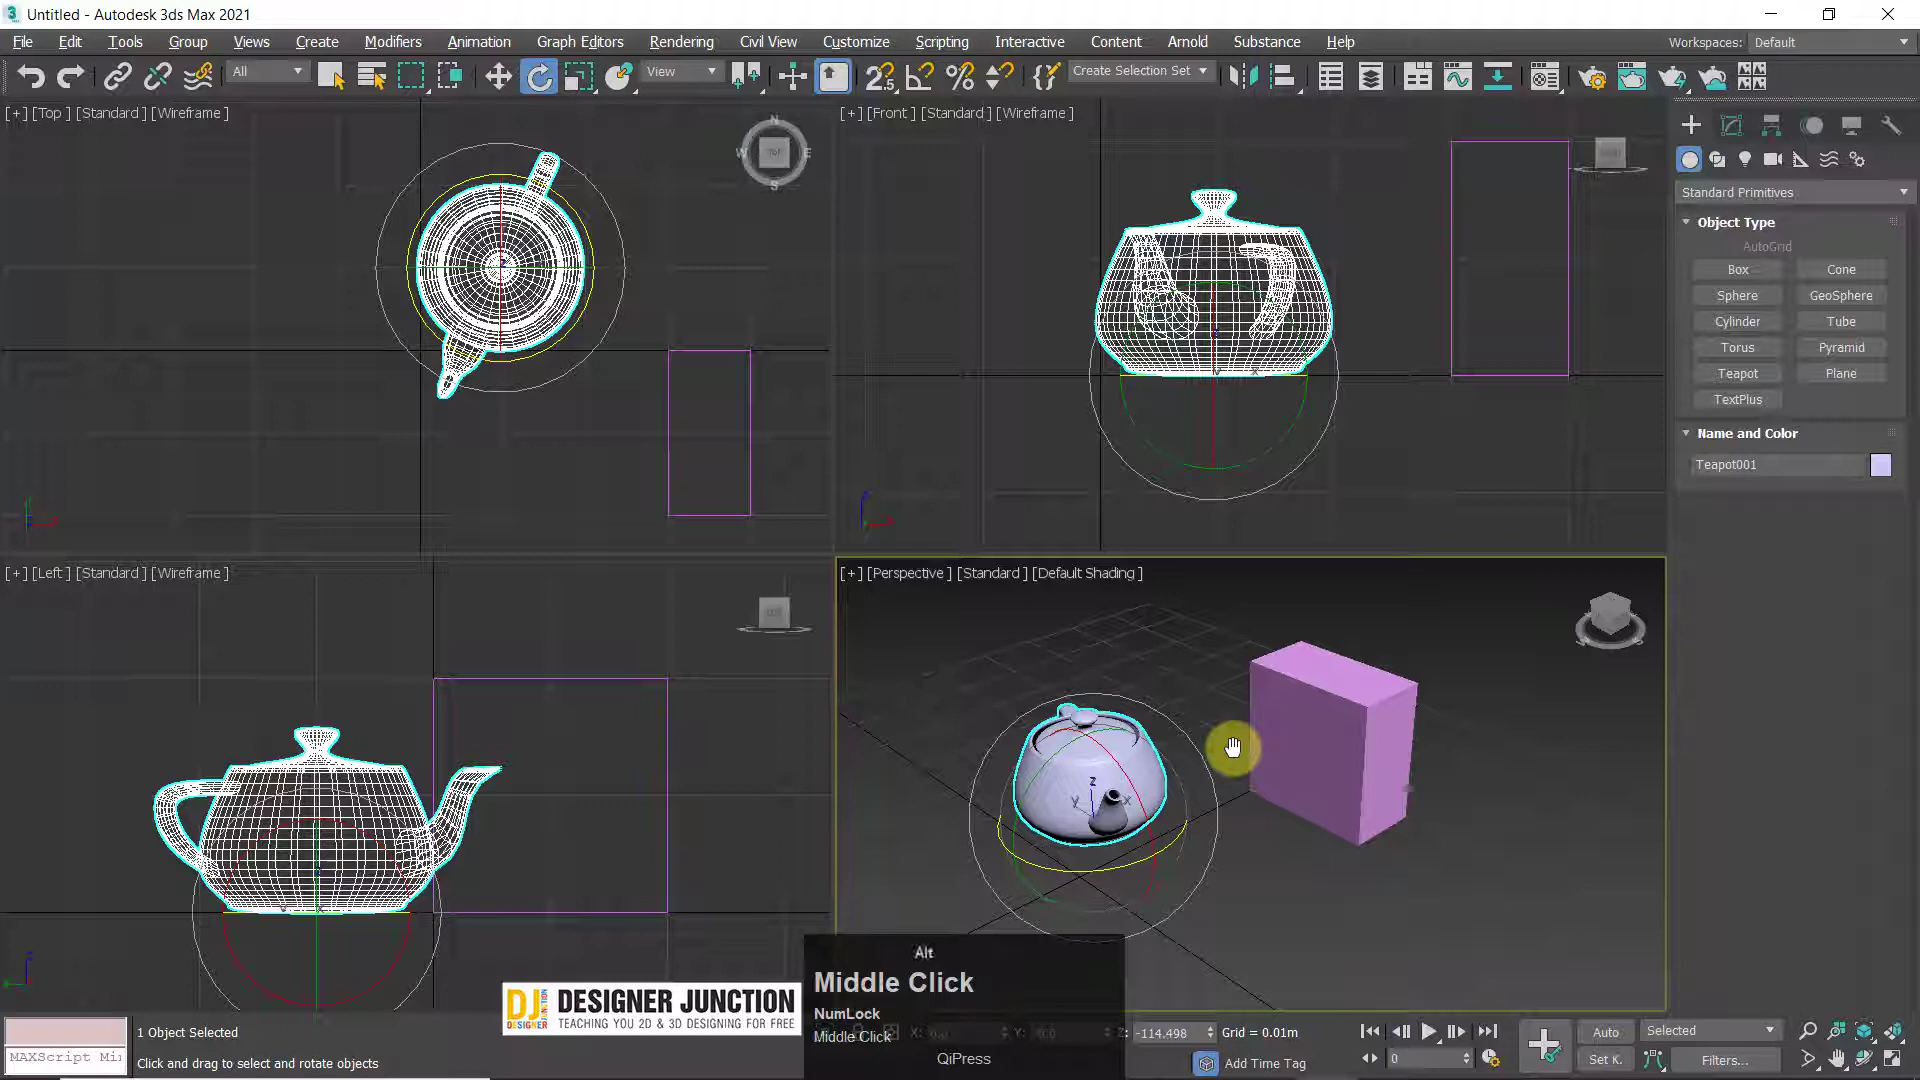 Untitled - Autodesk 3ds Max 2021
File Edit Tools Group Views Create Modifiers Animation Graph Editors Rendering Civil View Customize Scripting Interactive Content Arnold Substance Help Workspaces: Default
All View Create Selection Set
[+] [Top ] [Standard ] [Wireframe ]
[+] [Front ] [Standard ] [Wireframe ]
N
W TOP E
S
Standard Primitives
Object Type
AutoGrid
Box Cone
Sphere GeoSphere
Cylinder Tube
Torus Pyramid
Teapot Plane
TextPlus
Name and Color
Teapot001
[+] [Left ] [Standard ] [Wireframe ]
[+] [Perspective ] [Standard ] [Default Shading ]
z
y x
Alt
Middle Click
NumLock
Middle Click
QiPress
DJ DESIGNER JUNCTION
TEACHING YOU 2D & 3D DESIGNING FOR FREE
1 Object Selected
X: Y: Z: -114.498 Grid = 0.01m
Auto Selected
MAXScript Mi
Click and drag to select and rotate objects
Add Time Tag
0
Set K. Filters...